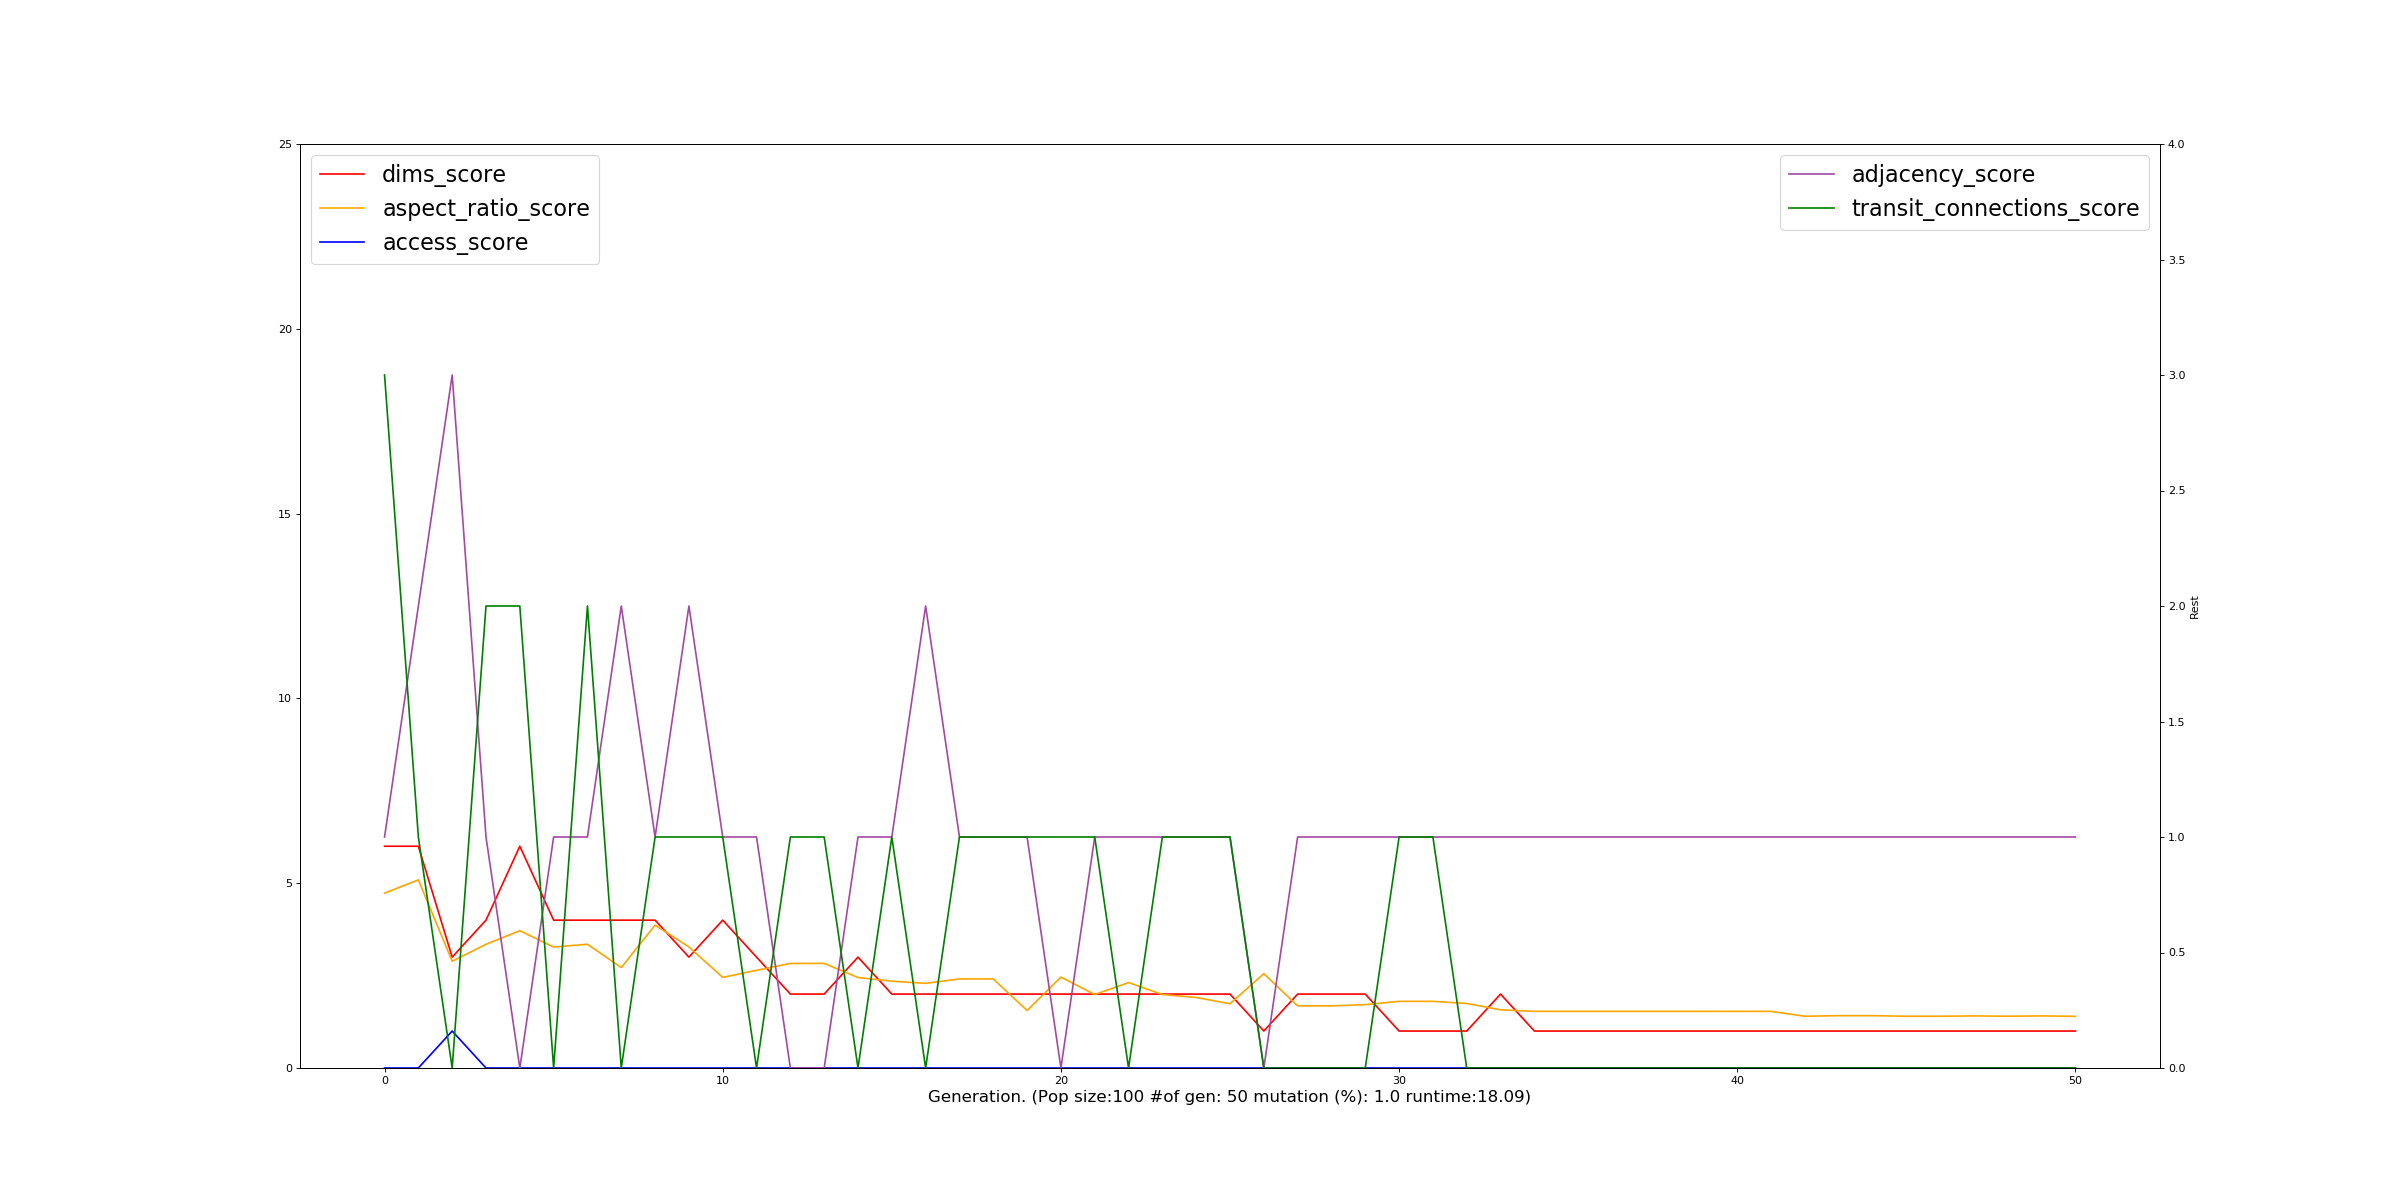 dims_score
aspect_ratio_score
access_score
adjacency_score
transit_connections_score
25
20
15
10
5
0
4.0
3.5
3.0
2.5
2.0
1.5
1.0
0.5
0.0
Rest
0 10 20 30 40 50
Generation. (Pop size:100 #of gen: 50 mutation (%): 1.0 runtime:18.09)